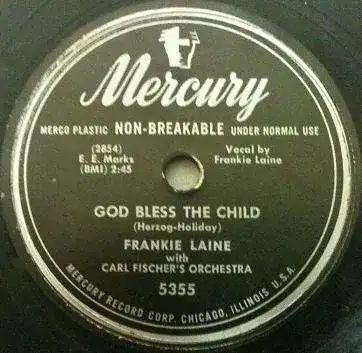 Mercury
MERCO PLASTIC NON-BREAKABLE UNDER NORMAL USE
(2854)
E. E. Marks
(BMI) 2:45
Vocal by
Frankie Laine
GOD BLESS THE CHILD
(Herzog-Holiday)
FRANKIE LAINE
with
CARL FISCHER'S ORCHESTRA
5355
MERCURY RECORD CORP. CHICAGO, ILLINOIS U.S.A.